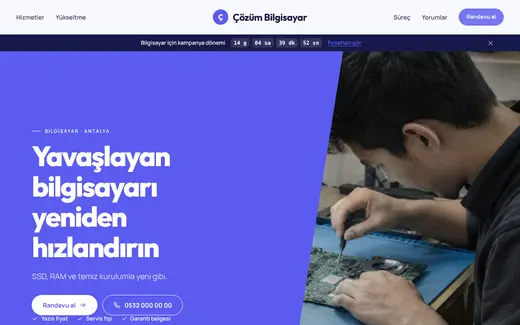 Hizmetler
Yükseltme
Ç Çözüm Bilgisayar
Süreç
Yorumlar
Randevu al
Bilgisayar için kampanya dönemi 14 g 04 sa 39 dk 52 sn Fırsatları gör
BİLGİSAYAR · ANTALYA
Yavaşlayan
bilgisayarı
yeniden
hızlandırın
SSD, RAM ve temiz kurulumla yeni gibi.
Randevu al
0532 000 00 00
Yazılı fiyat
Servis fişi
Garanti belgesi